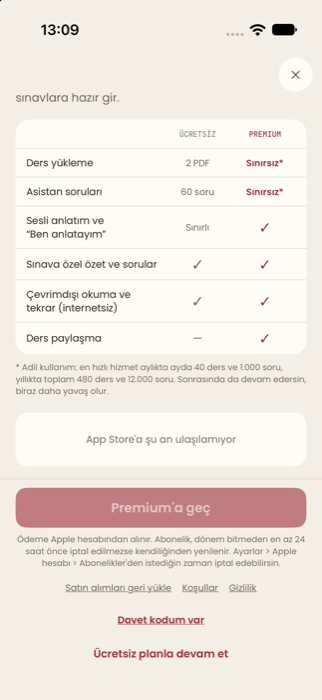 13:09
sınavlara hazır gir.
ÜCRETSİZ PREMIUM
Ders yükleme 2 PDF Sınırsız*
Asistan soruları 60 soru Sınırsız*
Sesli anlatım ve
“Ben anlatayım” Sınırlı ✓
Sınava özel özet ve sorular ✓ ✓
Çevrimdışı okuma ve
tekrar (internetsiz) ✓ ✓
Ders paylaşma — ✓
* Adil kullanım: en hızlı hizmet aylıkta ayda 40 ders ve 1.000 soru,
yıllıkta toplam 480 ders ve 12.000 soru. Sonrasında da devam edersin,
biraz daha yavaş olur.
App Store'a şu an ulaşılamıyor
Premium'a geç
Ödeme Apple hesabından alınır. Abonelik, dönem bitmeden en az 24
saat önce iptal edilmezse kendiliğinden yenilenir. Ayarlar > Apple
hesabı > Abonelikler'den istediğin zaman iptal edebilirsin.
Satın alımları geri yükle Koşullar Gizlilik
Davet kodum var
Ücretsiz planla devam et